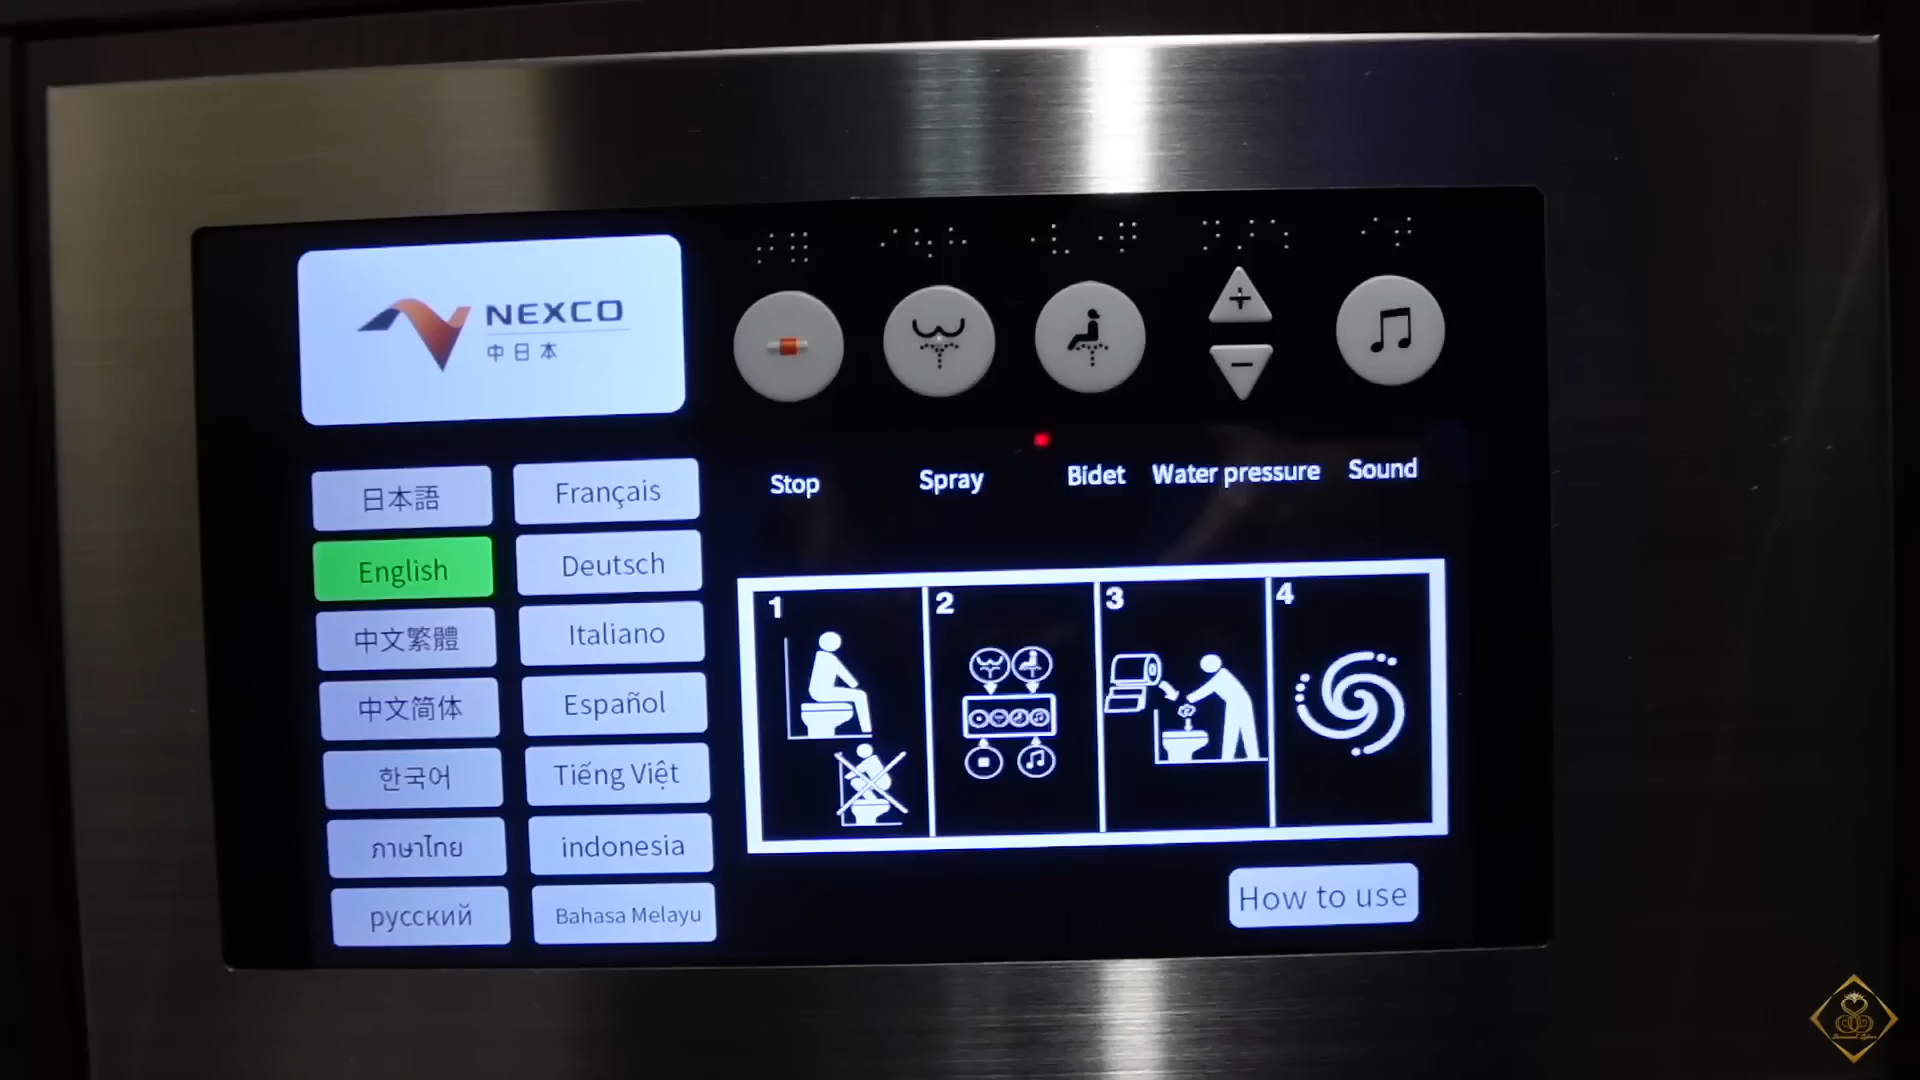 NEXCO
中日本
Stop
Spray
Bidet
Water pressure
Sound
日本語
Français
English
Deutsch
中文繁體
Italiano
中文简体
Español
한국어
Tiếng Việt
ภาษาไทย
indonesia
русский
Bahasa Melayu
1
2
3
4
How to use